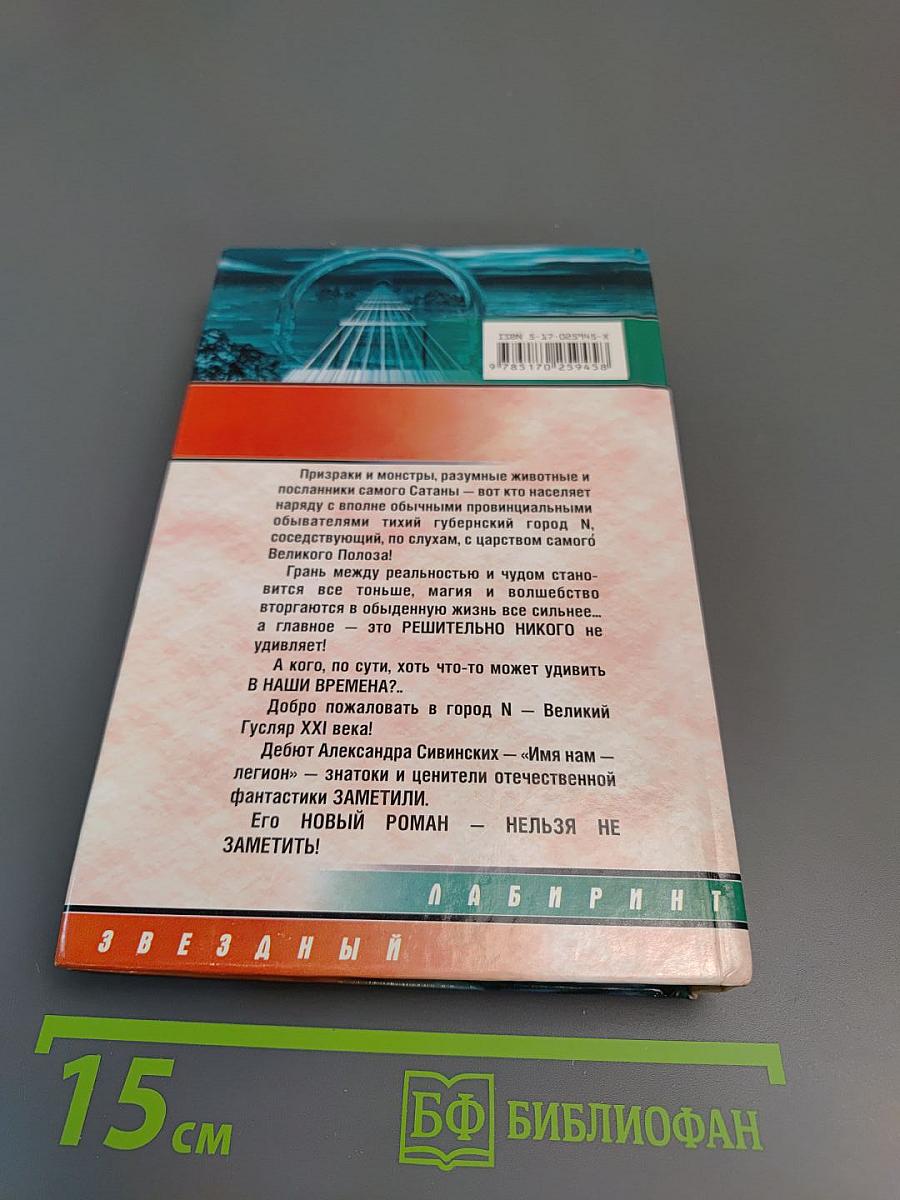 ISBN 5-17-025945-X
9 785170 259458
Призраки и монстры, разумные животные и
посланники самого Сатаны — вот кто населяет
наряду с вполне обычными провинциальными
обывателями тихий губернский город N,
соседствующий, по слухам, с царством самого
Великого Полоза!
Грань между реальностью и чудом стано-
вится все тоньше, магия и волшебство
вторгаются в обыденную жизнь все сильнее...
а главное — это РЕШИТЕЛЬНО НИКОГО не
удивляет!
А кого, по сути, хоть что-то может удивить
В НАШИ ВРЕМЕНА?..
Добро пожаловать в город N — Великий
Гусляр XXI века!
Дебют Александра Сивинских — «Имя нам —
легион» — знатоки и ценители отечественной
фантастики ЗАМЕТИЛИ.
Его НОВЫЙ РОМАН — НЕЛЬЗЯ НЕ
ЗАМЕТИТЬ!
ЛАБИРИНТ
ЗВЕЗДНЫЙ
15 см
БФ БИБЛИОФАН